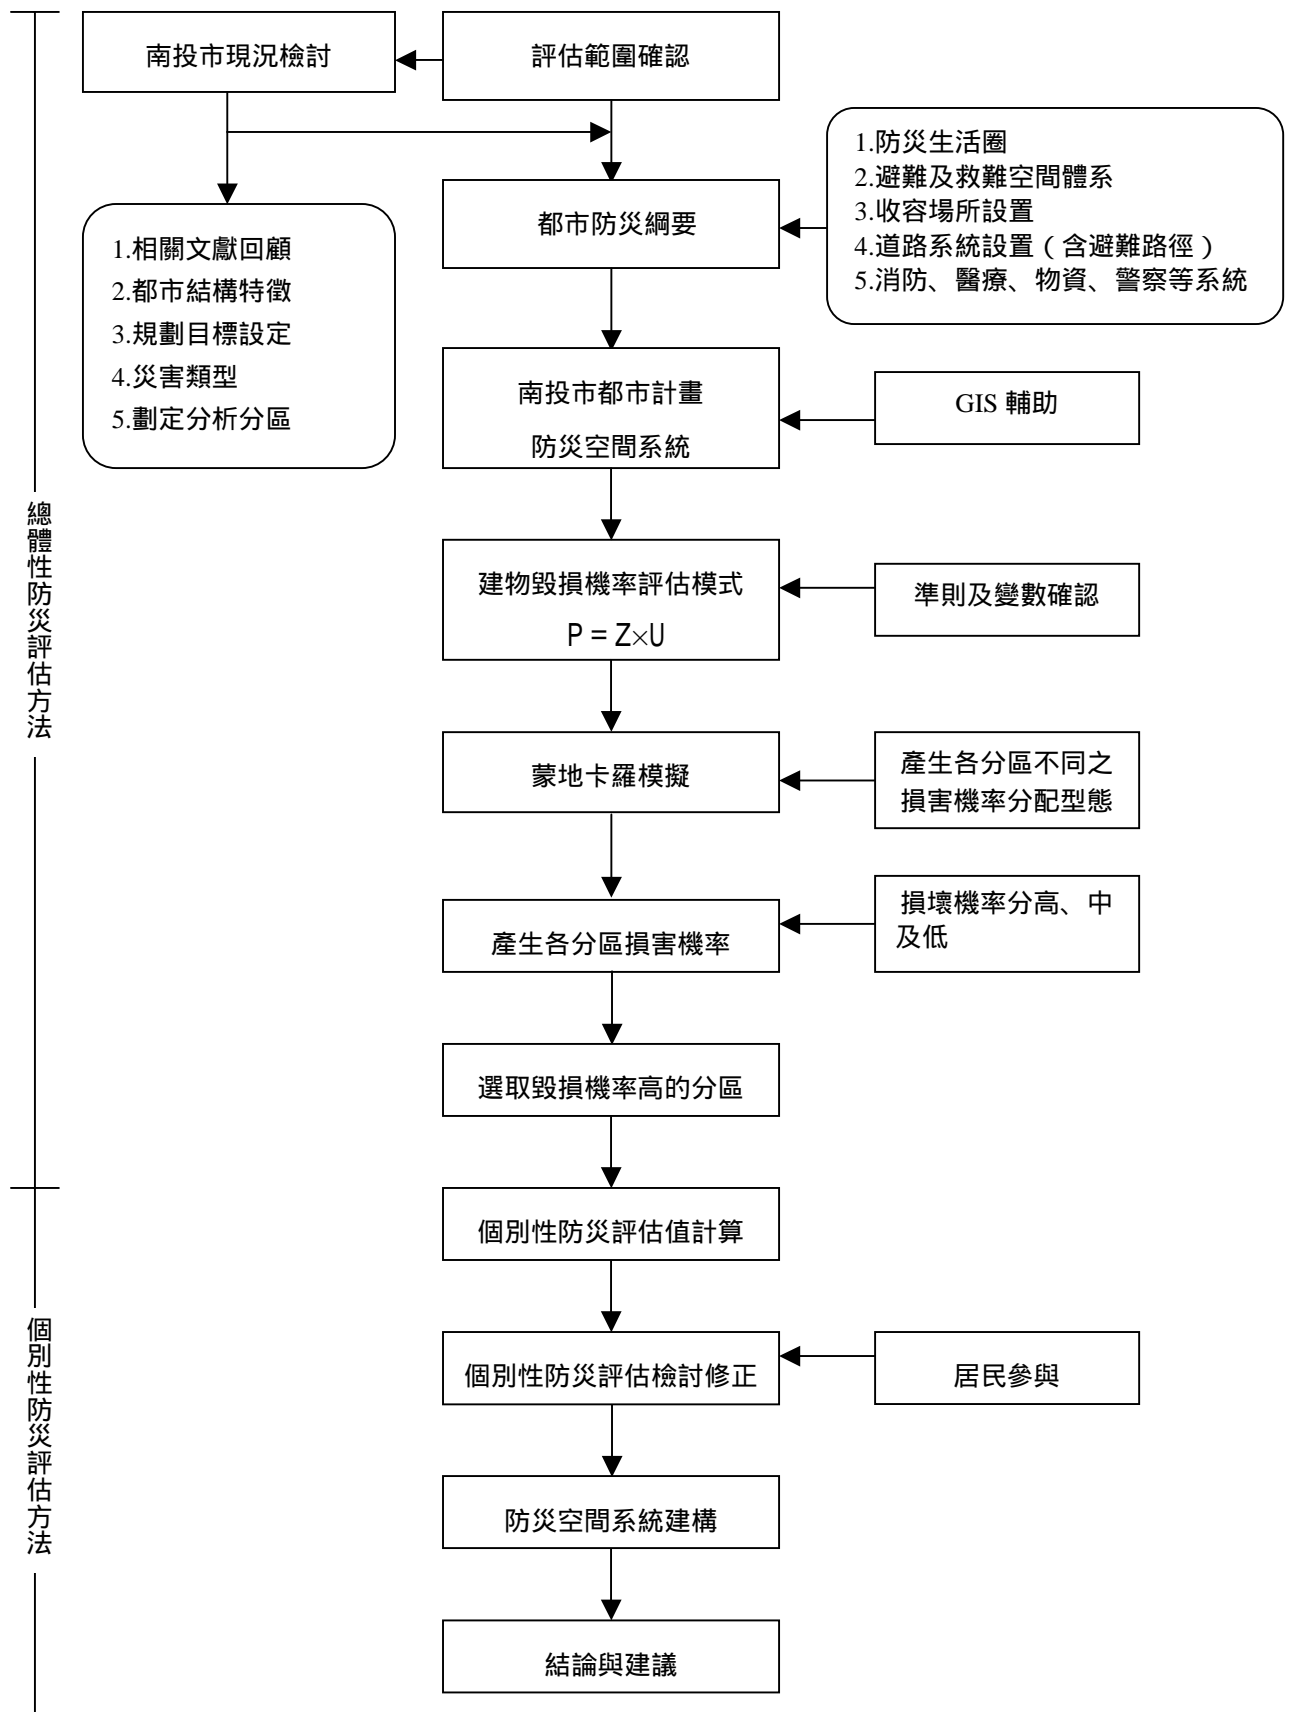 南投市現況檢討
評估範圍確認
1.防災生活圈
2.避難及救難空間體系
3.收容場所設置
4.道路系統設置（含避難路徑）
5.消防、醫療、物資、警察等系統
都市防災綱要
1.相關文獻回顧
2.都市結構特徵
3.規劃目標設定
4.災害類型
5.劃定分析分區
南投市都市計畫
防災空間系統
GIS 輔助
總體性防災評估方法
建物毀損機率評估模式
P = Z×U
準則及變數確認
蒙地卡羅模擬
產生各分區不同之
損害機率分配型態
產生各分區損害機率
損壞機率分高、中
及低
選取毀損機率高的分區
個別性防災評估值計算
個別性防災評估方法
個別性防災評估檢討修正
居民參與
防災空間系統建構
結論與建議